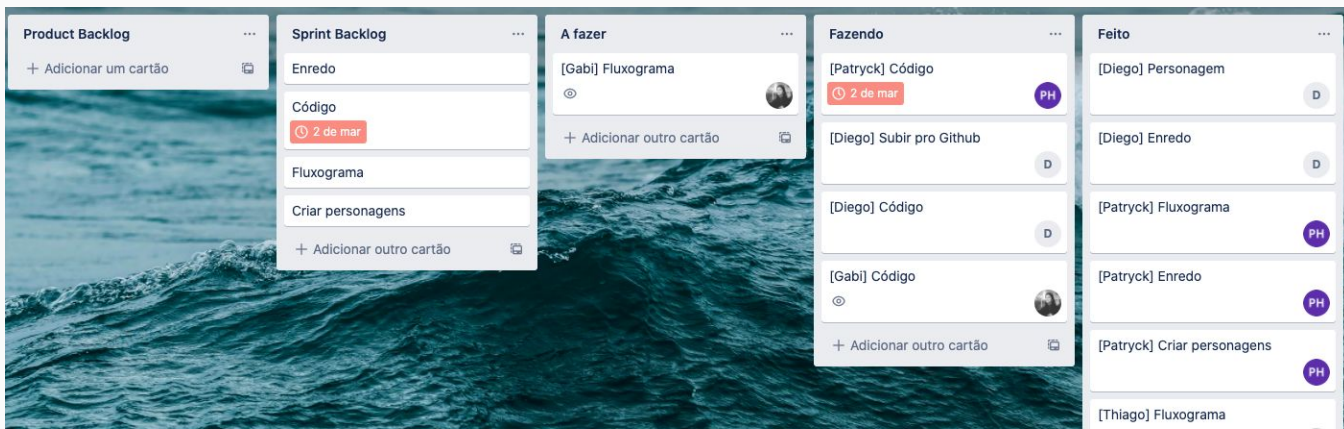 Product Backlog
+ Adicionar um cartão
Sprint Backlog
Enredo
Código
2 de mar
Fluxograma
Criar personagens
+ Adicionar outro cartão
A fazer
[Gabi] Fluxograma
+ Adicionar outro cartão
Fazendo
[Patryck] Código
2 de mar
PH
[Diego] Subir pro Github
D
[Diego] Código
D
[Gabi] Código
+ Adicionar outro cartão
Feito
[Diego] Personagem
D
[Diego] Enredo
D
[Patryck] Fluxograma
PH
[Patryck] Enredo
PH
[Patryck] Criar personagens
PH
[Thiago] Fluxograma